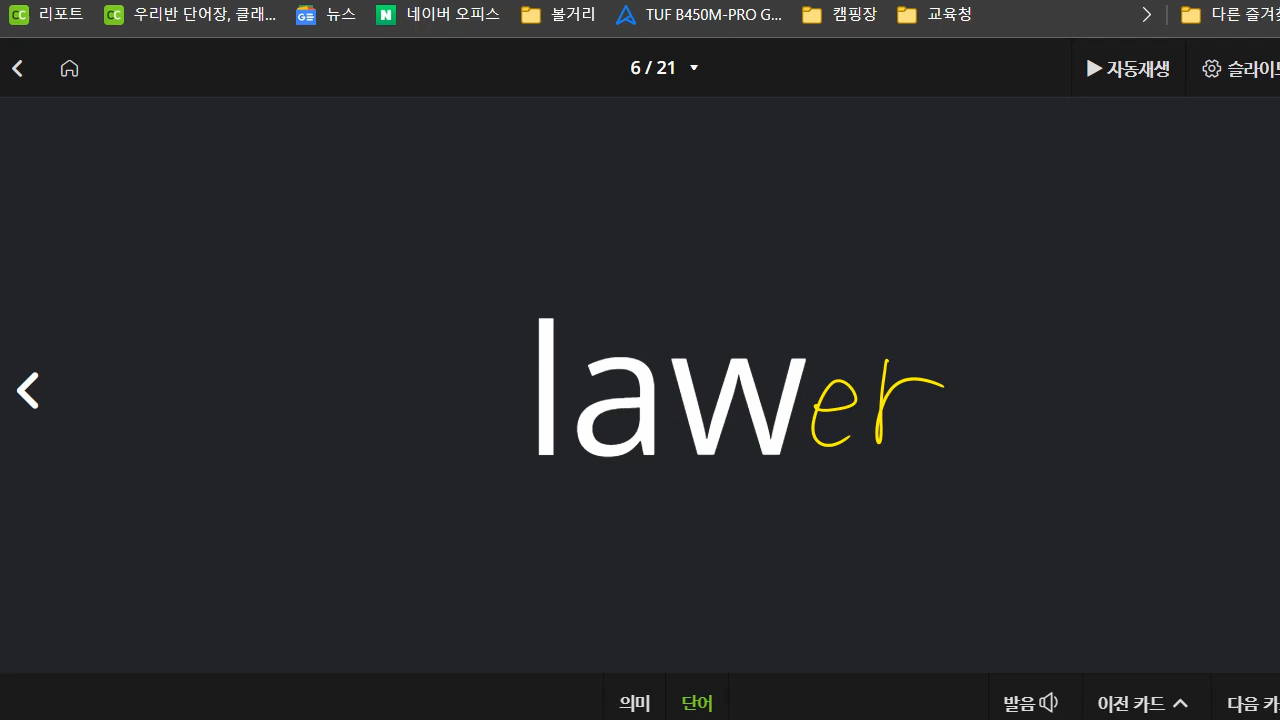 리포트 우리반 단어장, 클래... 뉴스 네이버 오피스 볼거리 TUF B450M-PRO G... 캠핑장 교육청 다른 즐겨
6 / 21 자동재생 슬라이드
lawer
의미 단어 발음 이전 카드 다음 카